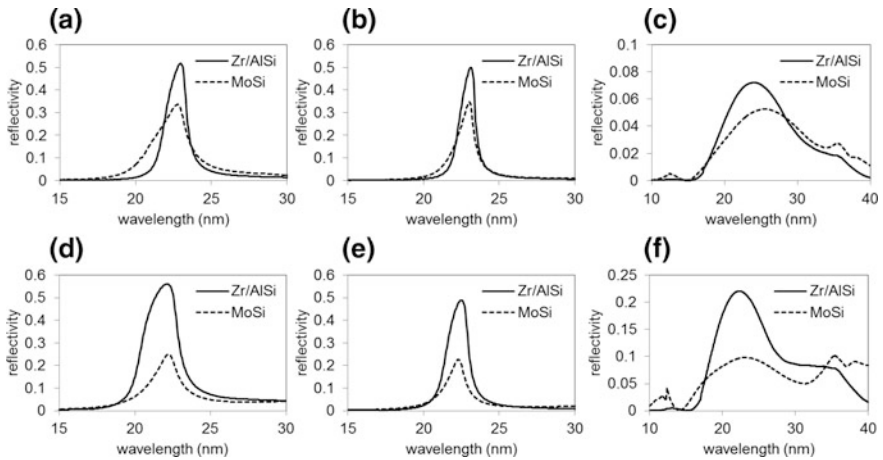 (a)
0.6
0.5
0.4
0.3
0.2
0.1
0
15
20
25
30
reflectivity
wavelength (nm)
Zr/AlSi
MoSi
(b)
0.6
0.5
0.4
0.3
0.2
0.1
0
15
20
25
30
reflectivity
wavelength (nm)
Zr/AlSi
MoSi
(c)
0.1
0.08
0.06
0.04
0.02
0
10
20
30
40
reflectivity
wavelength (nm)
Zr/AlSi
MoSi
(d)
0.6
0.5
0.4
0.3
0.2
0.1
0
15
20
25
30
reflectivity
wavelength (nm)
Zr/AlSi
MoSi
(e)
0.6
0.5
0.4
0.3
0.2
0.1
0
15
20
25
30
reflectivity
wavelength (nm)
Zr/AlSi
MoSi
(f)
0.25
0.2
0.15
0.1
0.05
0
10
20
30
40
reflectivity
wavelength (nm)
Zr/AlSi
MoSi